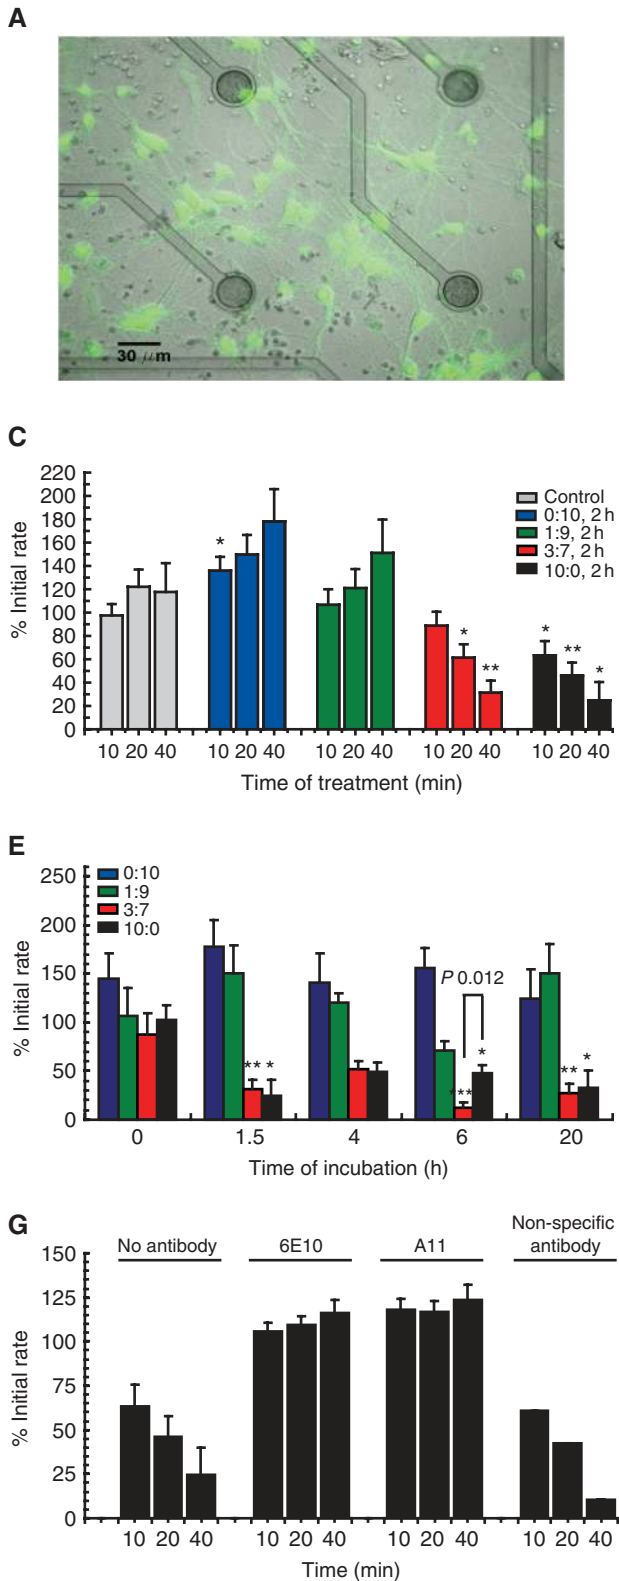 A
30 μm
C
220
200
180
160
140
120
100
80
60
40
20
0
% Initial rate
Control
0:10, 2 h
1:9, 2 h
3:7, 2 h
10:0, 2 h
*
* **
* ** *
10 20 40 10 20 40 10 20 40 10 20 40 10 20 40
Time of treatment (min)
E
250
200
150
100
50
0
% Initial rate
0:10
1:9
3:7
10:0
P 0.012
** *
*** *
** *
0 1.5 4 6 20
Time of incubation (h)
G
No antibody 6E10 A11 Non-specific
antibody
150
125
100
75
50
25
0
% Initial rate
10 20 40 10 20 40 10 20 40 10 20 40
Time (min)